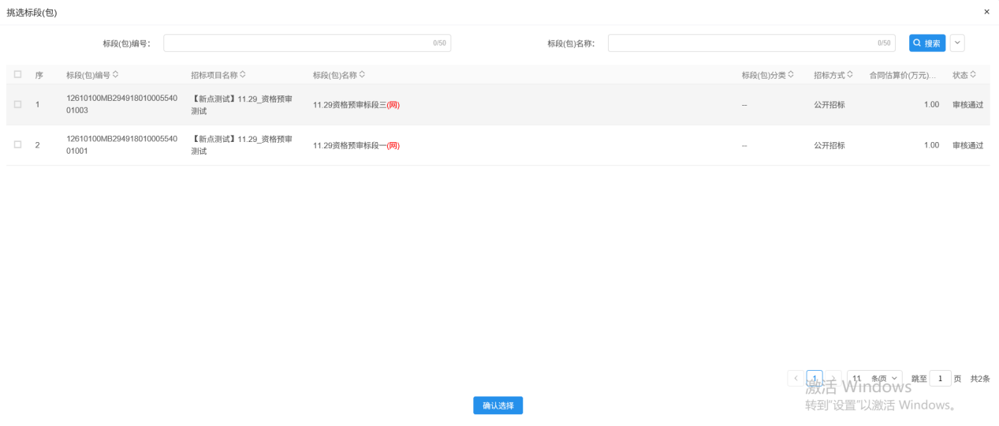 挑选标段(包)
×
标段(包)编号： 0/50 标段(包)名称： 0/50 搜索
序 标段(包)编号 招标项目名称 标段(包)名称 标段(包)分类 招标方式 合同估算价(万元)... 状态
1 12610100MB294918010005540 【新点测试】11.29_资格预审 11.29资格预审标段三(网) -- 公开招标 1.00 审核通过
01003 测试
2 12610100MB294918010005540 【新点测试】11.29_资格预审 11.29资格预审标段一(网) -- 公开招标 1.00 审核通过
01001 测试
1 11 条/页 跳至 1 页 共2条
激活 Windows
确认选择
转到"设置"以激活 Windows。